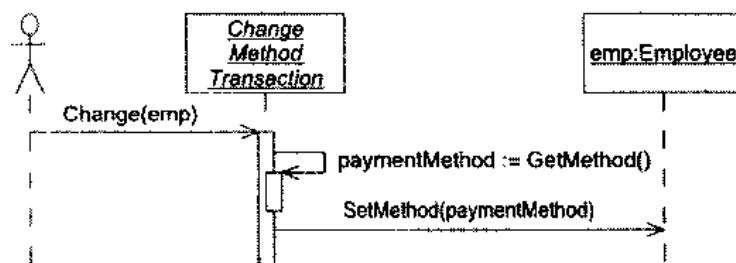 Change
Method
Transaction
emp:Employee
Change(emp)
paymentMethod := GetMethod()
SetMethod(paymentMethod)